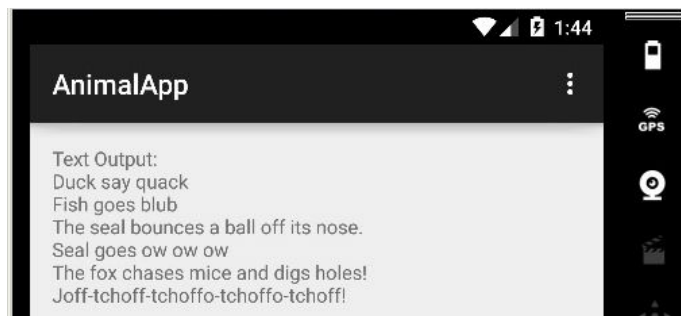 1:44
AnimalApp
GPS
Text Output:
Duck say quack
Fish goes blub
The seal bounces a ball off its nose.
Seal goes ow ow ow
The fox chases mice and digs holes!
Joff-tchoff-tchoffo-tchoffo-tchoff!